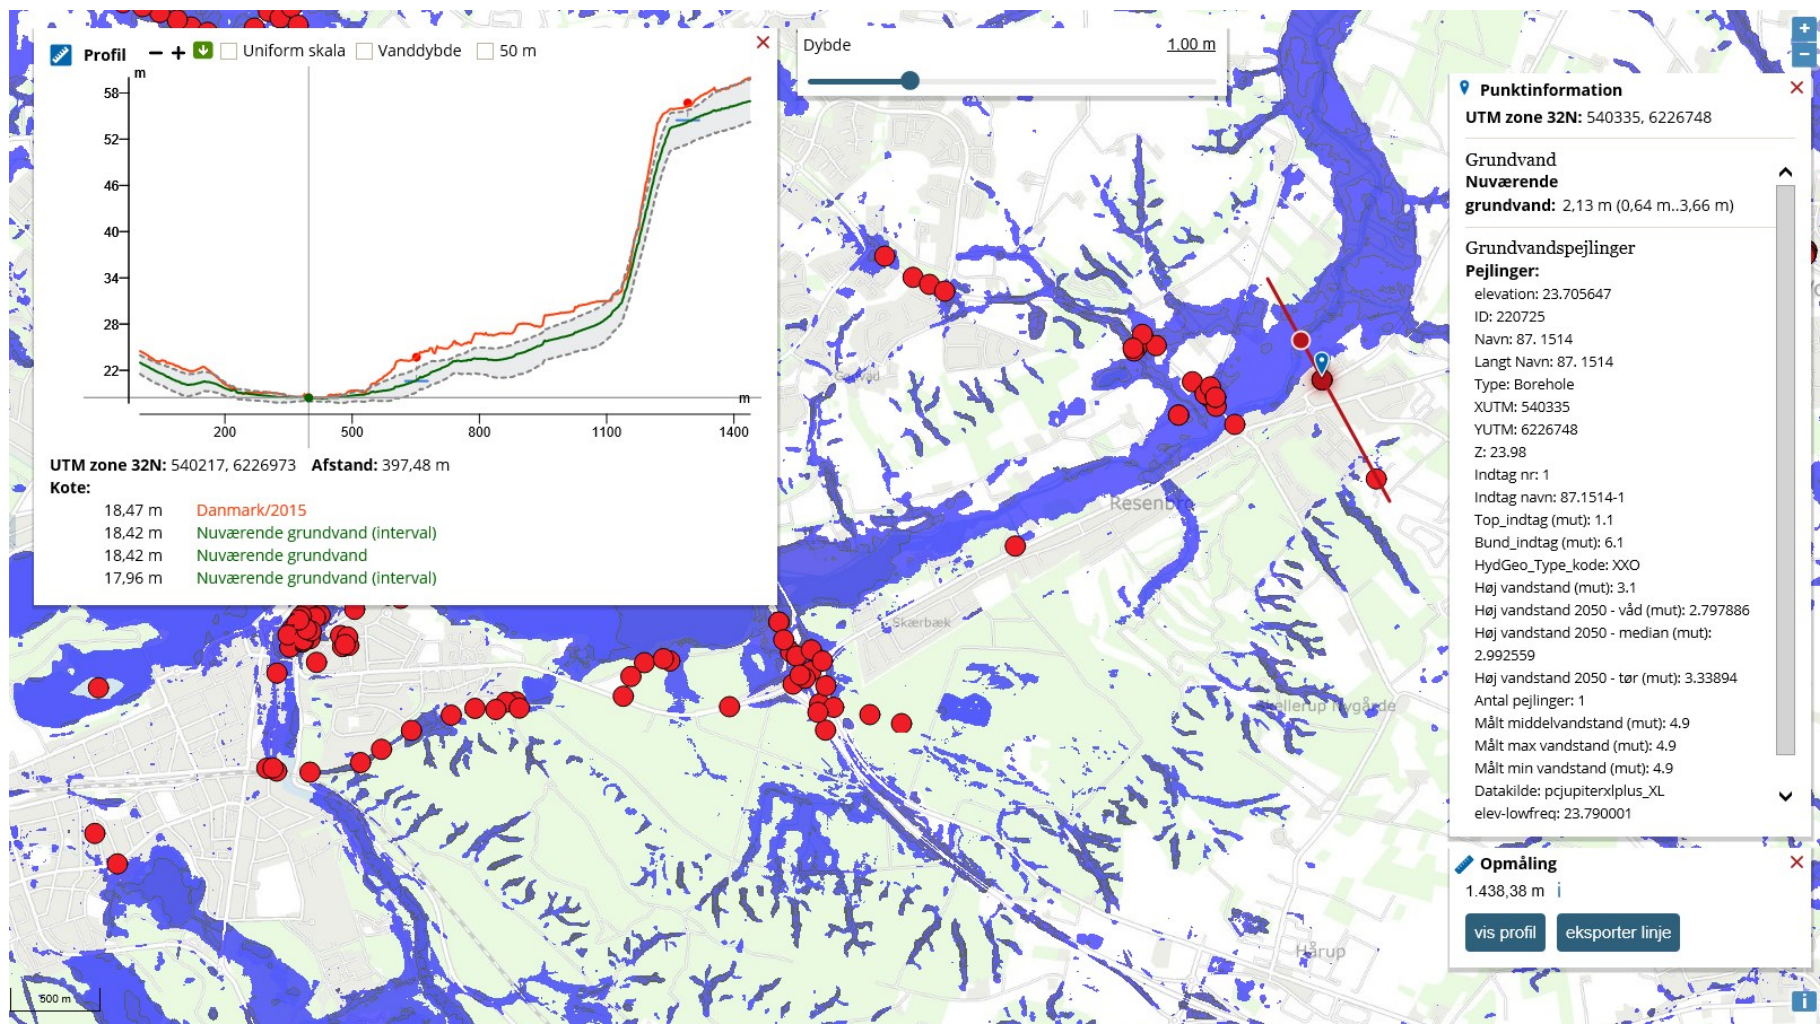 Profil
Uniform skala
Vanddybde
50 m
m
58
52
46
40
34
28
22
m
200
500
800
1100
1400
UTM zone 32N: 540217, 6226973 Afstand: 397,48 m
Kote:
18,47 m Danmark/2015
18,42 m Nuværende grundvand (interval)
18,42 m Nuværende grundvand
17,96 m Nuværende grundvand (interval)
Dybde 1,00 m
Resenbro
Skærbæk
Skellerup Nygårde
Hårup
500 m
Punktinformation
UTM zone 32N: 540335, 6226748
Grundvand
Nuværende
grundvand: 2,13 m (0,64 m..3,66 m)
Grundvandspejlinger
Pejlinger:
elevation: 23.705647
ID: 220725
Navn: 87. 1514
Langt Navn: 87. 1514
Type: Borehole
XUTM: 540335
YUTM: 6226748
Z: 23.98
Indtag nr: 1
Indtag navn: 87.1514-1
Top_indtag (mut): 1.1
Bund_indtag (mut): 6.1
HydGeo_Type_kode: XXO
Høj vandstand (mut): 3.1
Høj vandstand 2050 - våd (mut): 2.797886
Høj vandstand 2050 - median (mut):
2.992559
Høj vandstand 2050 - tør (mut): 3.33894
Antal pejlinger: 1
Målt middelvandstand (mut): 4.9
Målt max vandstand (mut): 4.9
Målt min vandstand (mut): 4.9
Datakilde: pcjupiterxlplus_XL
elev-lowfreq: 23.790001
Opmåling
1.438,38 m i
vis profil
eksporter linje
i